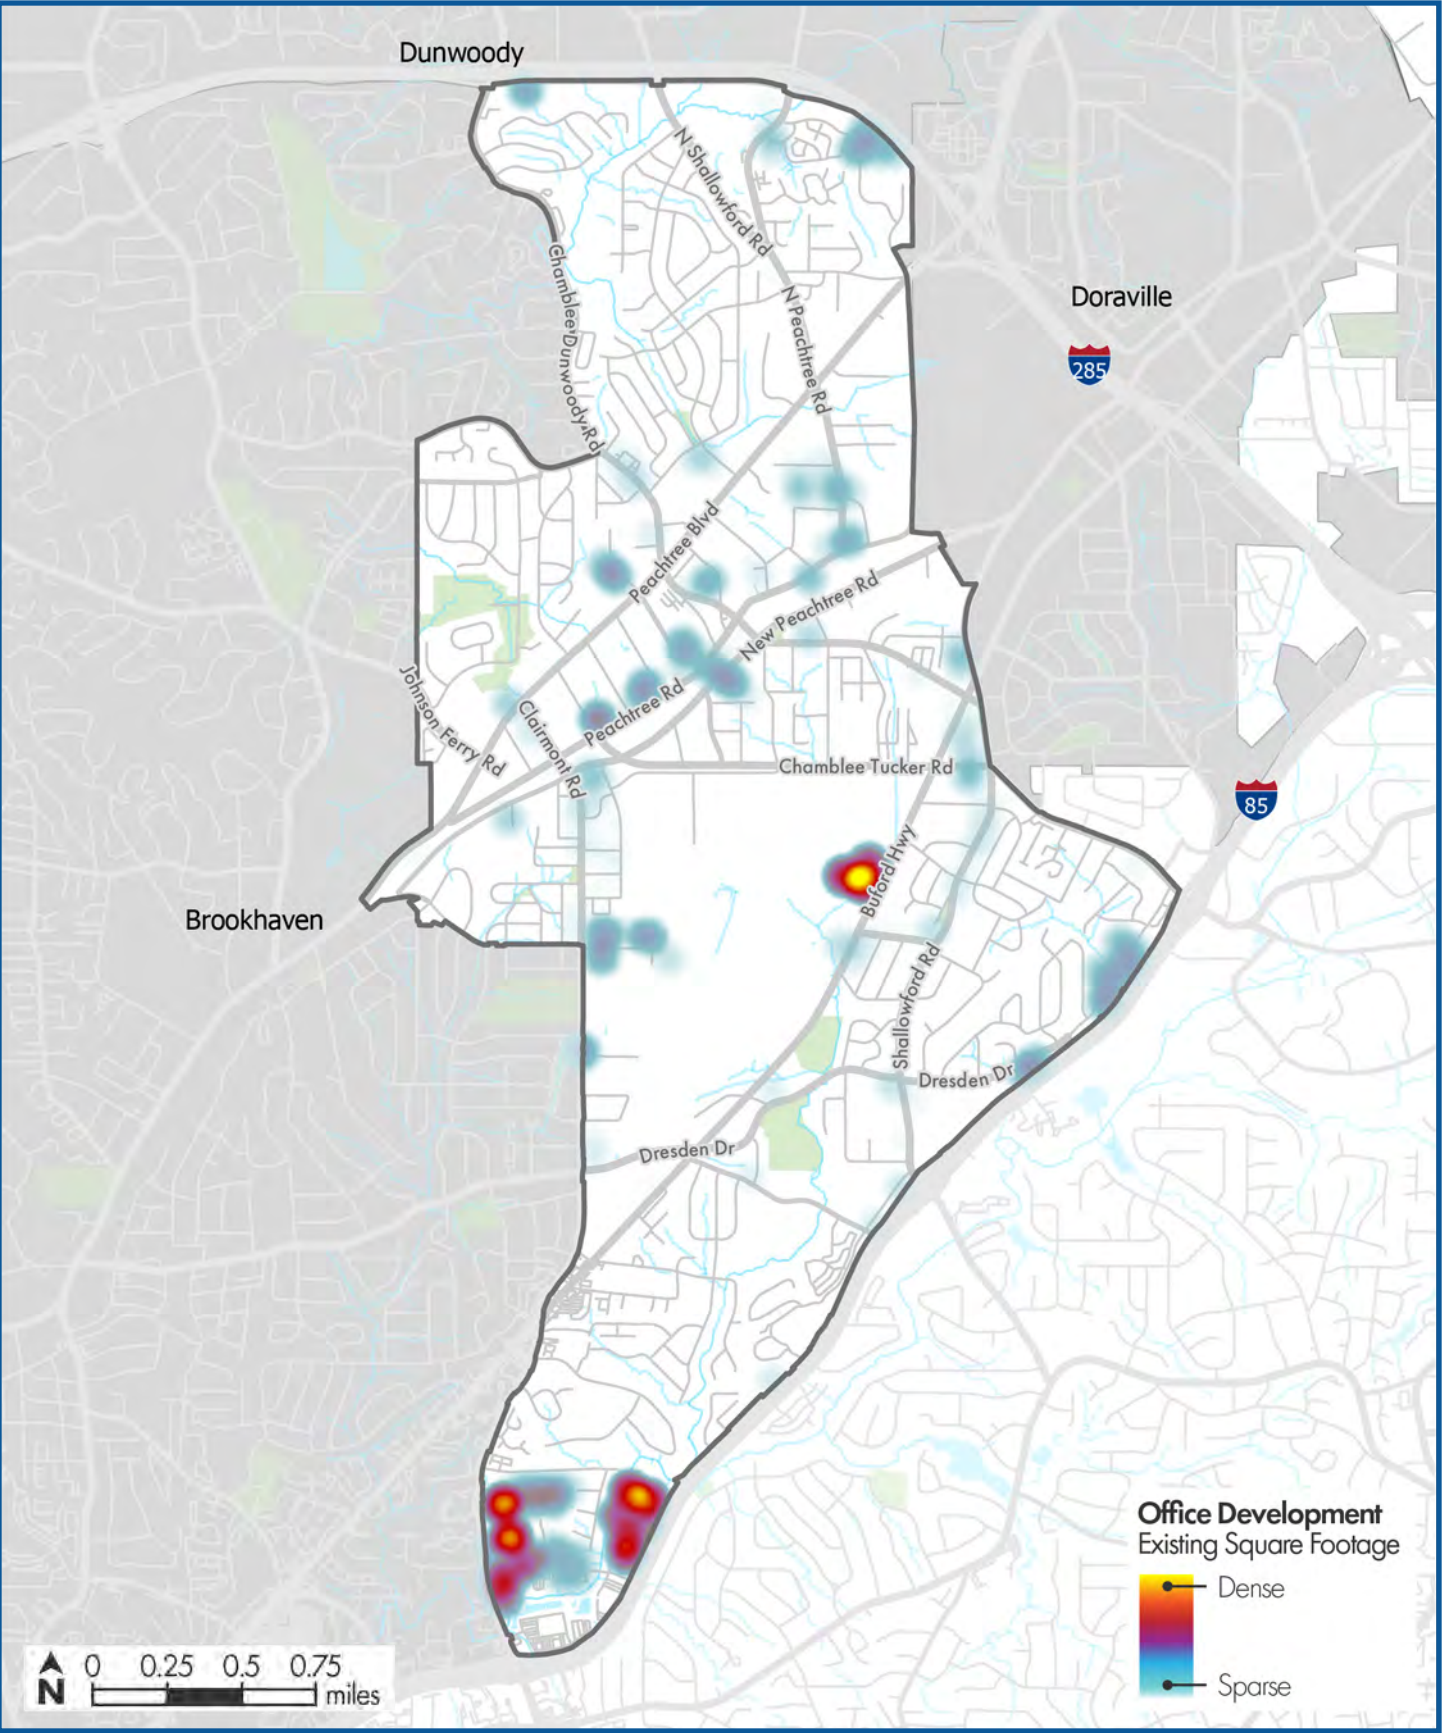 Dunwoody
N Shallowford Rd
Chamblee Dunwoody Rd
N Peachtree Rd
Doraville
285
Peachtree Blvd
New Peachtree Rd
Johnson Ferry Rd
Clairmont Rd
Peachtree Rd
Chamblee Tucker Rd
85
Buford Hwy
Brookhaven
Shallowford Rd
Dresden Dr
Dresden Dr
Office Development
Existing Square Footage
Dense
Sparse
N
0 0.25 0.5 0.75
miles